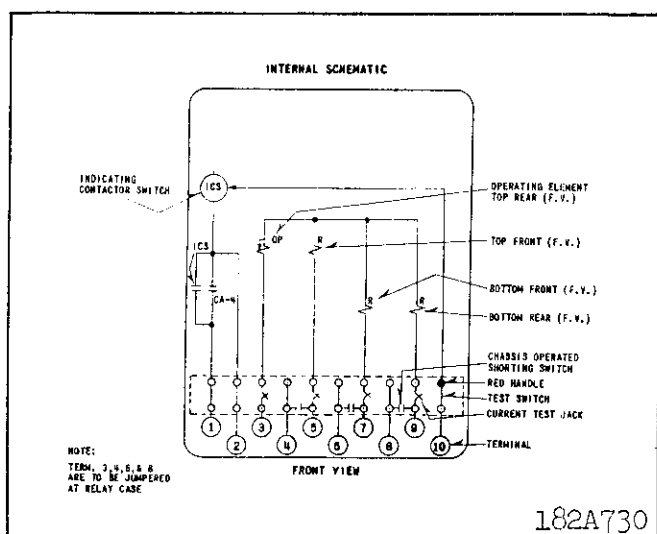 INTERNAL SCHEMATIC
INDICATING
CONTACTOR SWITCH
ICS
OPERATING ELEMENT
TOP REAR (F.V.)
OP
R
TOP FRONT (F.V.)
ICS
CA-4
BOTTOM FRONT (F.V.)
R
R
BOTTOM REAR (F.V.)
CHASSIS OPERATED
SHORTING SWITCH
RED HANDLE
TEST SWITCH
CURRENT TEST JACK
1
2
3
4
5
6
7
8
9
10
TERMINAL
FRONT VIEW
NOTE:
TERM. 3,4,6,& 8
ARE TO BE JUMPERED
AT RELAY CASE
182A730